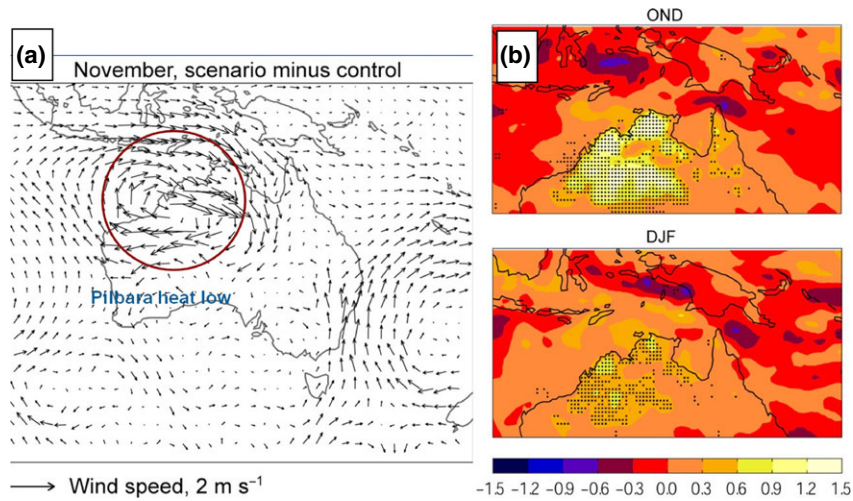 (a)
November, scenario minus control
Pilbara heat low
Wind speed, 2 m s⁻¹
(b)
OND
DJF
−1.5 −1.2 −0.9 −0.6 −0.3 0.0 0.3 0.6 0.9 1.2 1.5